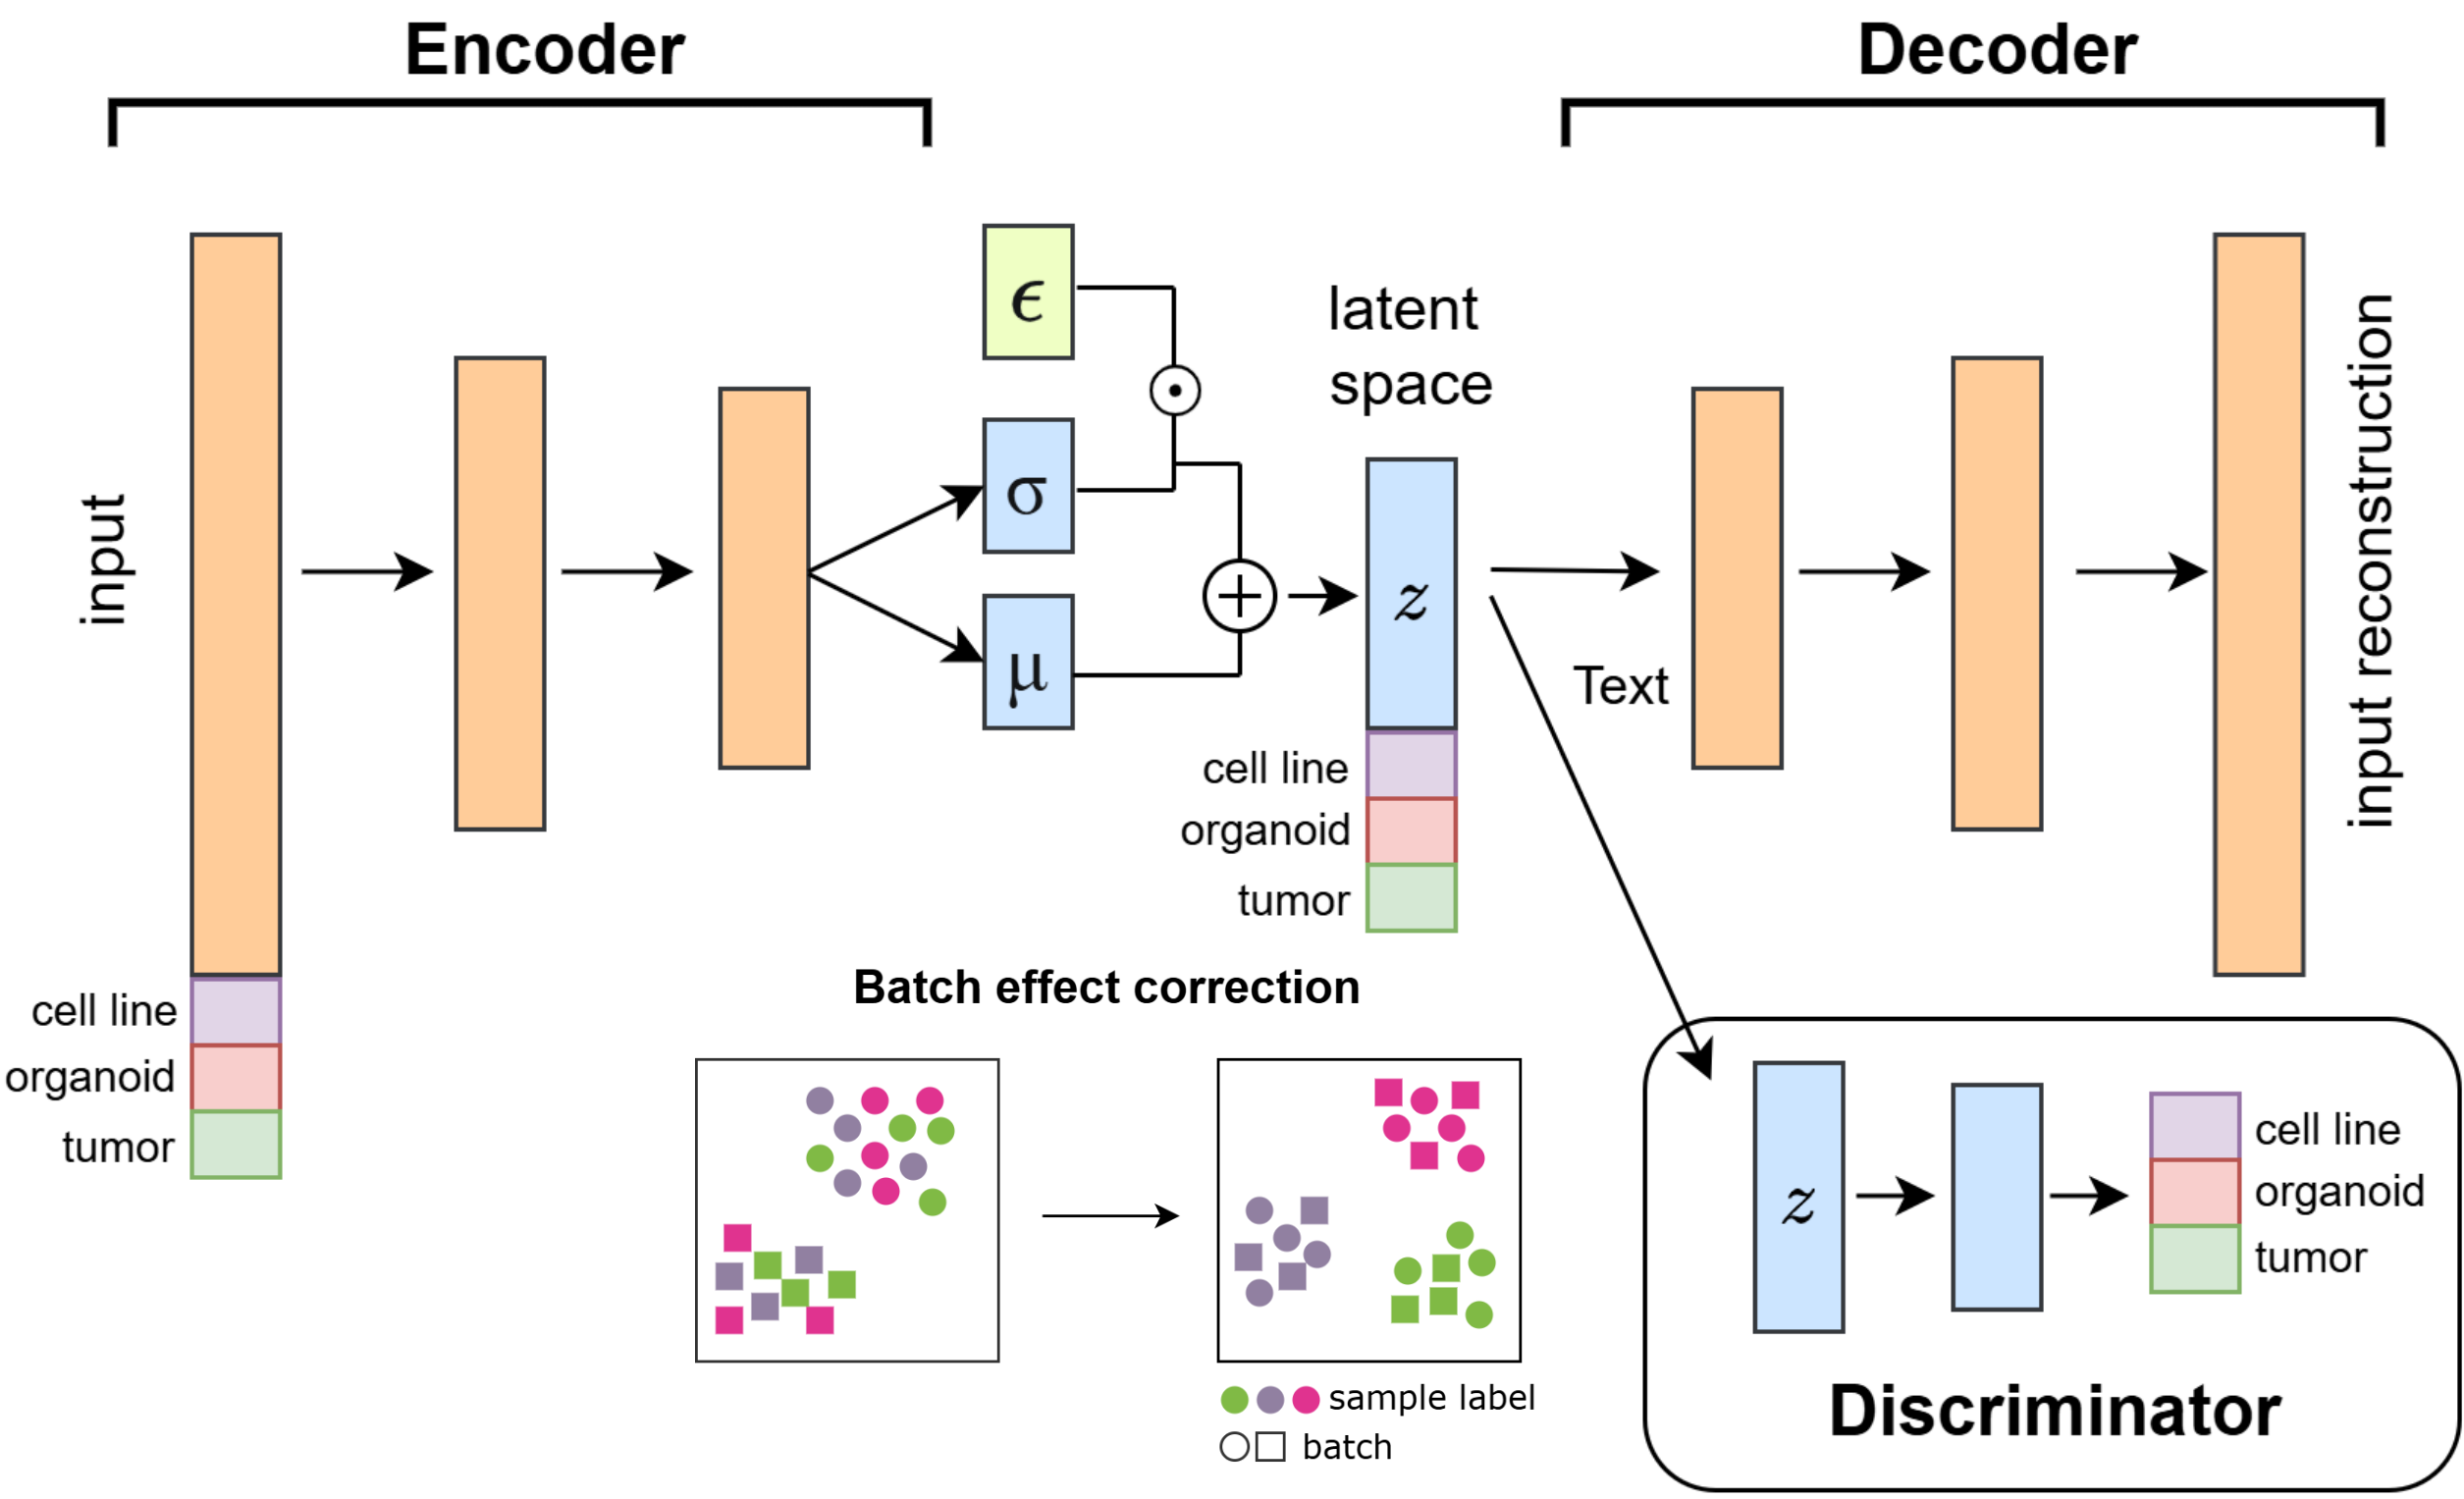 Encoder
Decoder
input
cell line
organoid
tumor
ϵ
σ
μ
latent
space
z
cell line
organoid
tumor
Text
input reconstruction
Batch effect correction
sample label
batch
z
cell line
organoid
tumor
Discriminator